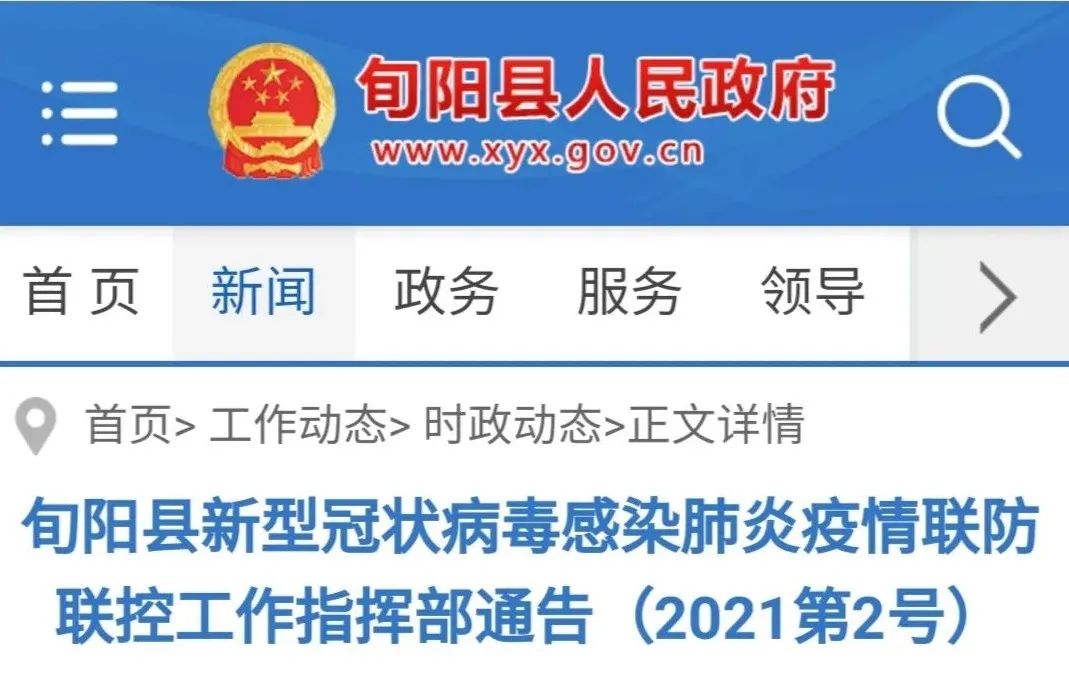 旬阳县人民政府
www.xyx.gov.cn
首 页 新闻 政务 服务 领导
首页> 工作动态> 时政动态>正文详情
旬阳县新型冠状病毒感染肺炎疫情联防
联控工作指挥部通告（2021第2号）